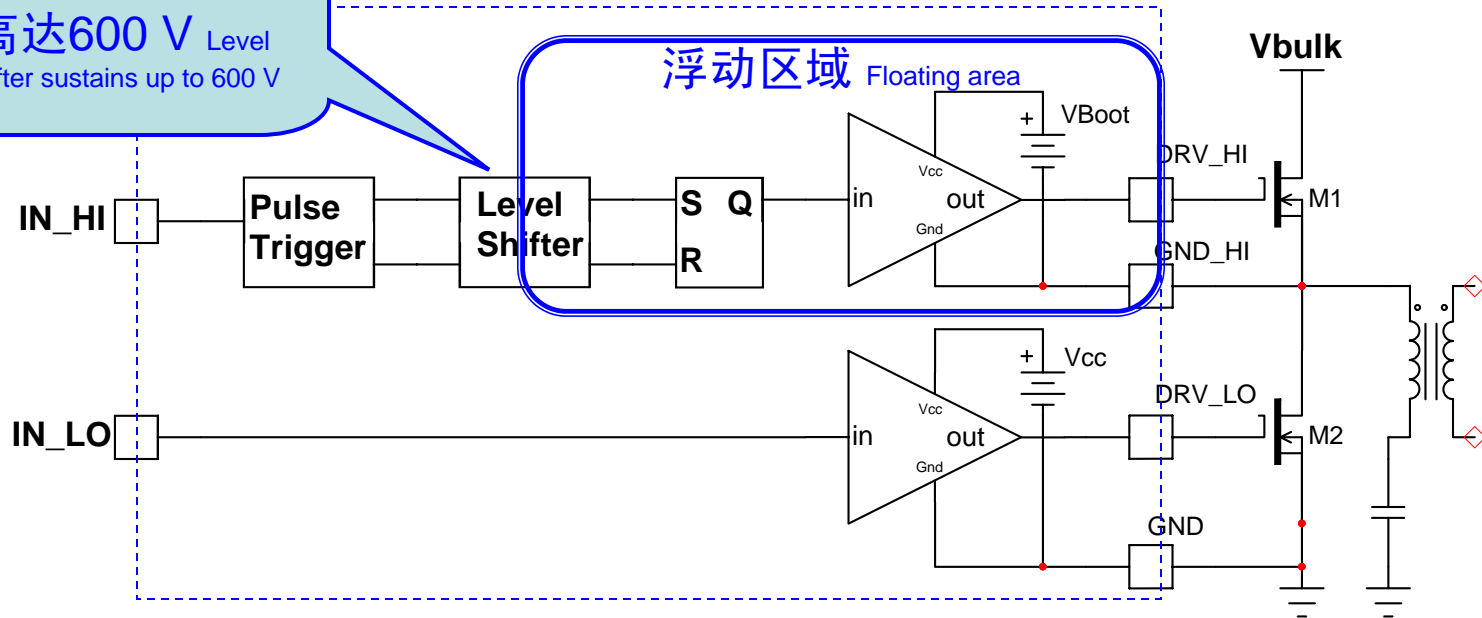 高达600 V Level
fter sustains up to 600 V
浮动区域 Floating area
Vbulk
+
VBoot
DRV_HI
Vcc
IN_HI
Pulse
Trigger
Level
Shifter
S Q
R
in
out
M1
Gnd
GND_HI
+
Vcc
DRV_LO
Vcc
IN_LO
in
out
M2
Gnd
GND